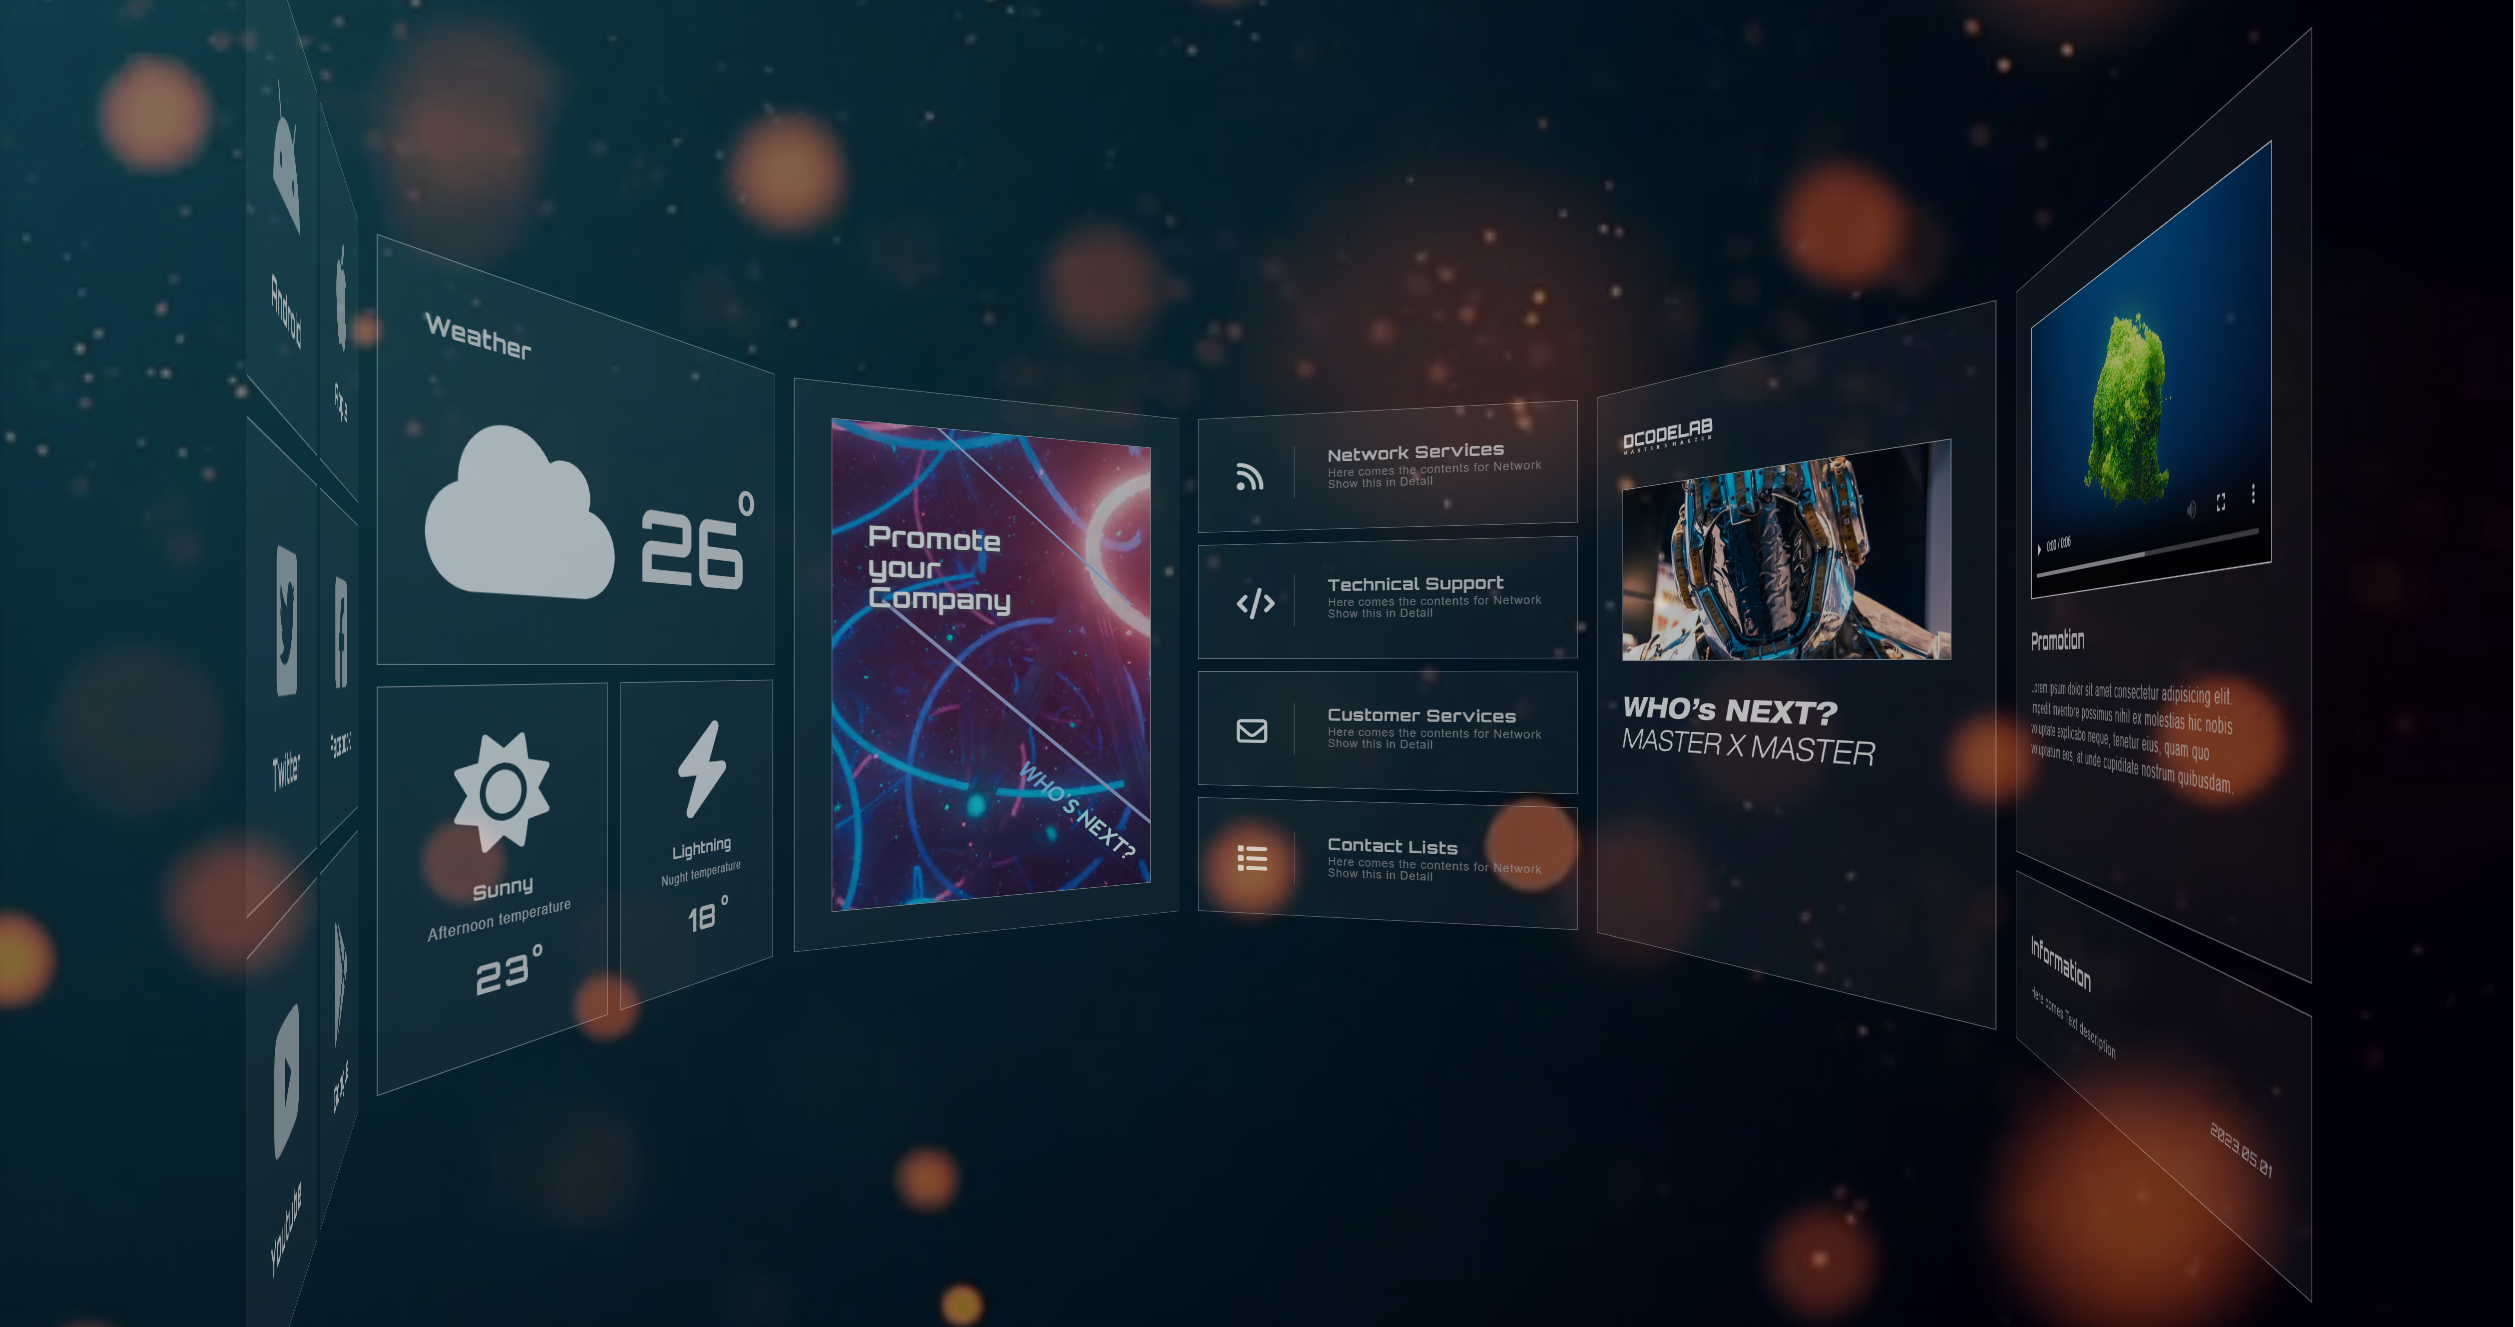 Android
Twitter
Youtube
Weather
26°
Sunny
Afternoon temperature
23°
Lightning
Nught temperature
18°
Promote
your
Company
WHO'S NEXT?
Network Services
Here comes the contents for Network
Show this in Detail
Technical Support
Here comes the contents for Network
Show this in Detail
Customer Services
Here comes the contents for Network
Show this in Detail
Contact Lists
Here comes the contents for Network
Show this in Detail
DCODELAB
MASTER X MASTER
WHO's NEXT?
MASTER X MASTER
0:00 / 0:06
Promotion
Lorem ipsum dolor sit amet consectetur adipisicing elit.
Impedit inventore possimus nihil ex molestias hic nobis
voluptate explicabo neque, tenetur eius, quam quo
voluptatum eos, at unde cupiditate nostrum quibusdam.
Information
Here comes Text description
2023.05.01